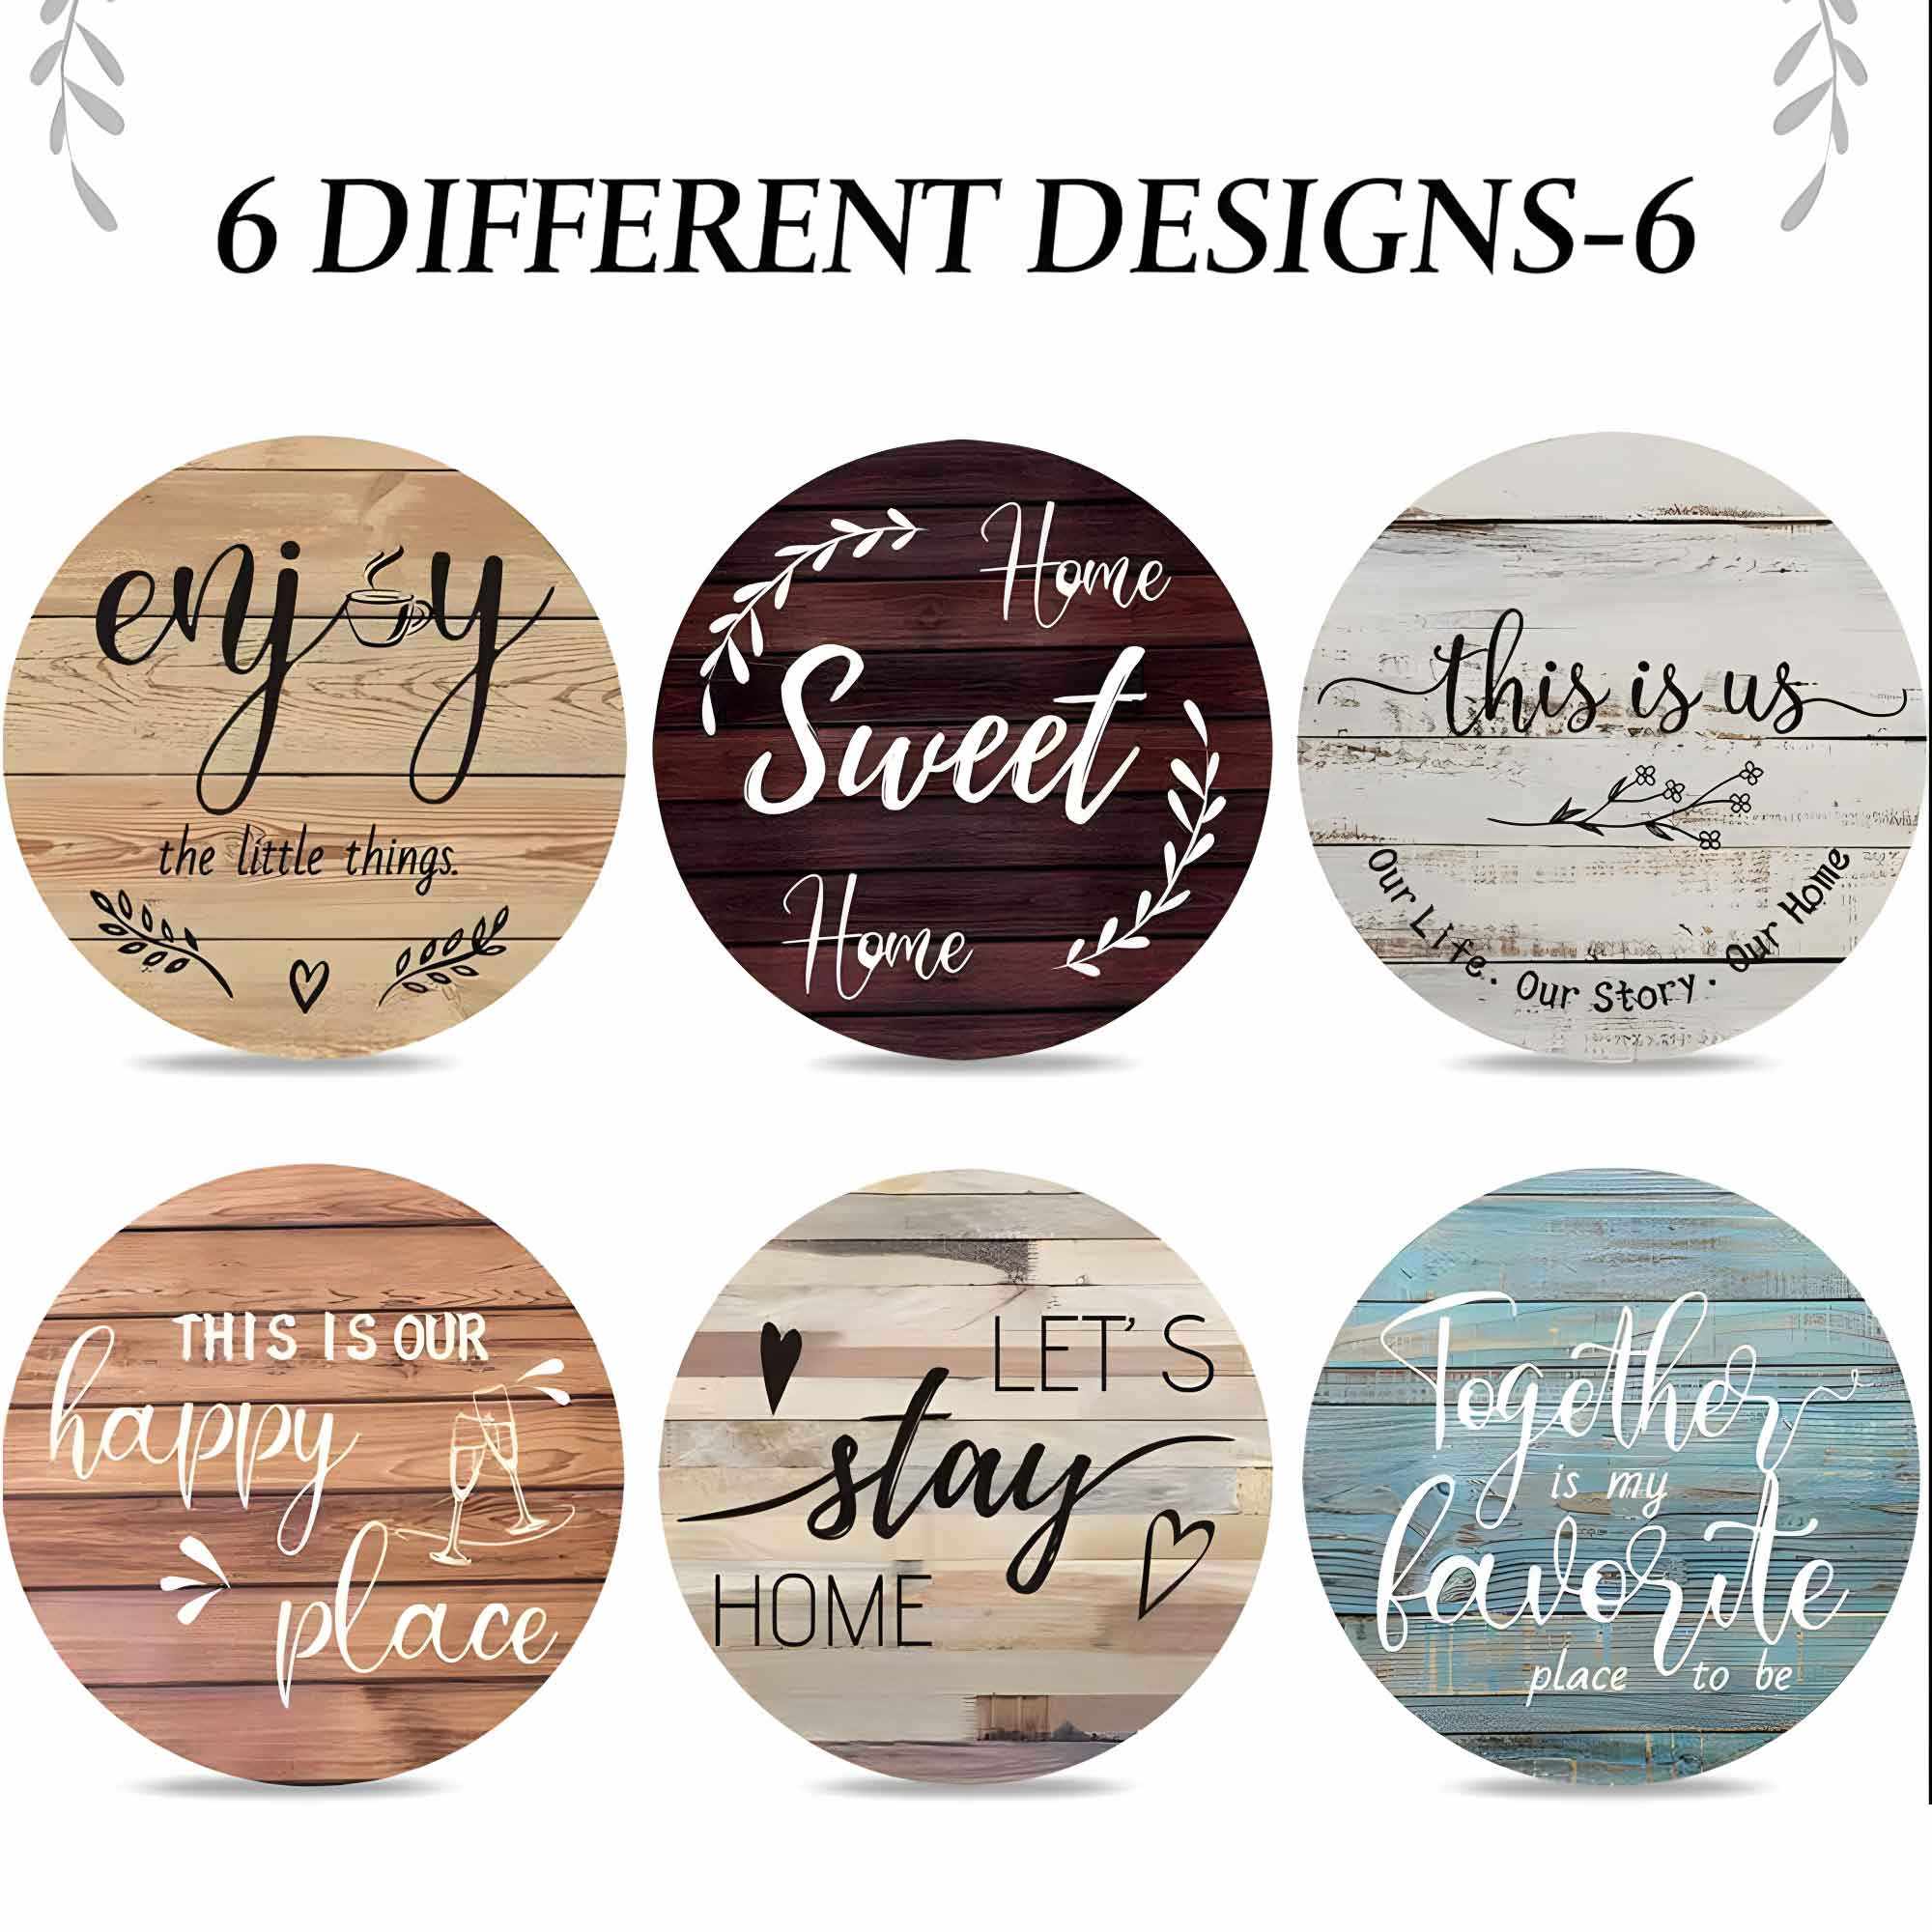 6 DIFFERENT DESIGNS-6
enjoy
the little things.
Home
Sweet
Home
this is us
Our Life. Our Story. Our Home
THIS IS OUR
happy
place
LET'S
stay
HOME
Together
is my
favorite
place to be